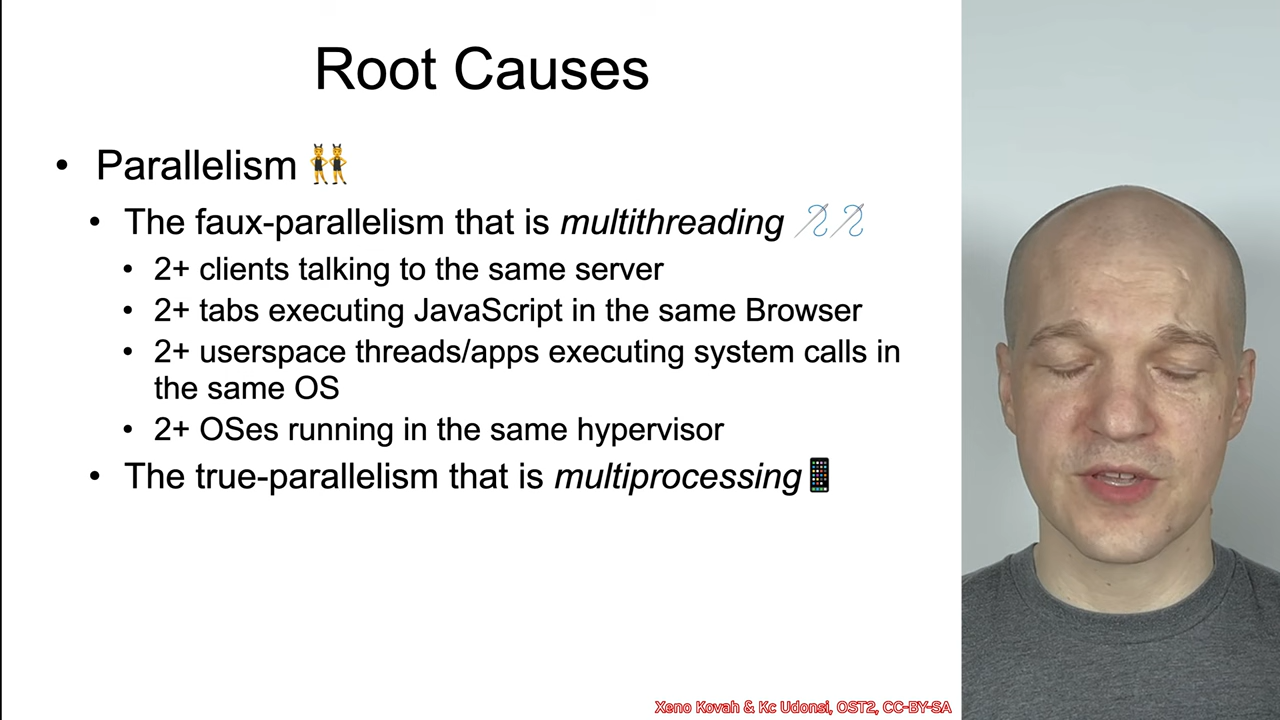 Root Causes
• Parallelism 👯
• The faux-parallelism that is multithreading 🪡🪡
• 2+ clients talking to the same server
• 2+ tabs executing JavaScript in the same Browser
• 2+ userspace threads/apps executing system calls in
the same OS
• 2+ OSes running in the same hypervisor
• The true-parallelism that is multiprocessing📱
Xeno Kovah & Kc Udonsi, OST2, CC-BY-SA